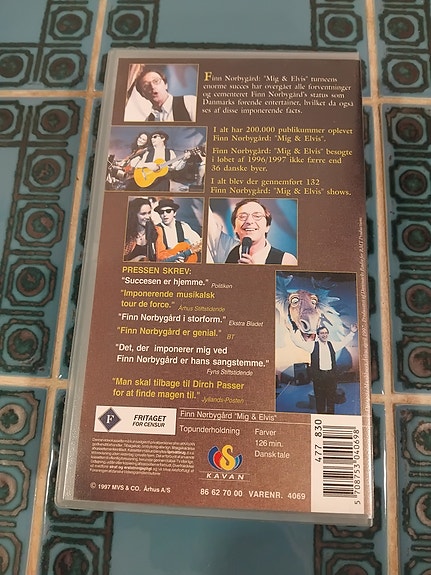 Finn Nørbygård: "Mig & Elvis" turneens
enorme succes har overgået alle forventninger
og cementeret Finn Nørbygård's status som
Danmarks førende entertainer, hvilket da også
ses af disse imponerende facts.
I alt har 200.000 publikummer oplevet
Finn Nørbygård: "Mig & Elvis".
Finn Nørbygård: "Mig & Elvis" besøgte
i løbet af 1996/1997 ikke færre end
36 danske byer.
I alt blev der gennemført 132
Finn Nørbygård: "Mig & Elvis" shows.
PRESSEN SKREV:
"Succesen er hjemme." Politiken
"Imponerende musikalsk
tour de force." Århus Stiftstidende
"Finn Nørbygård i storform." Ekstra Bladet
"Finn Nørbygård er genial." BT
"Det, der imponerer mig ved
Finn Nørbygård er hans sangstemme."
Fyns Stiftstidende
"Man skal tilbage til Dirch Passer
for at finde magen til." Jyllands-Posten
F
FRITAGET
FOR CENSUR
Finn Nørbygård "Mig & Elvis"
Topunderholdning
Farver
126 min.
Dansk tale
KAVAN
86 62 70 00 VARENR. 4069
© 1997 MVS & CO. Århus A/S
477 830
5 708753 040698